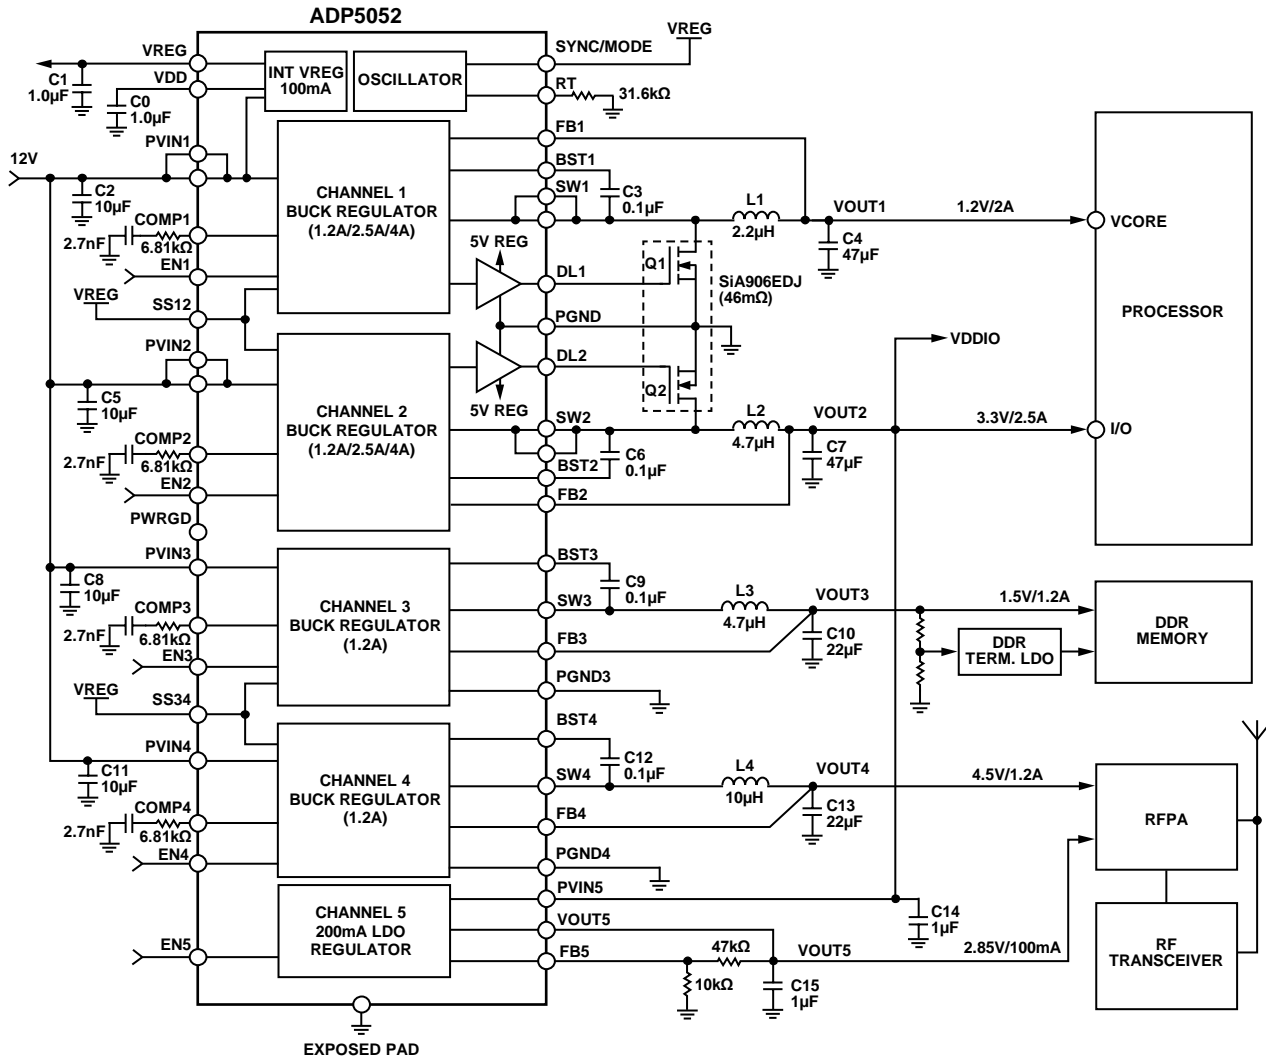 ADP5052
VREG
C1
1.0µF
VDD
C0
1.0µF
INT VREG
100mA
OSCILLATOR
SYNC/MODE
VREG
RT
31.6kΩ
FB1
PVIN1
12V
C2
10µF
COMP1
2.7nF
6.81kΩ
EN1
CHANNEL 1
BUCK REGULATOR
(1.2A/2.5A/4A)
BST1
C3
0.1µF
SW1
L1
2.2µH
VOUT1
C4
47µF
1.2V/2A
VCORE
PROCESSOR
5V REG
DL1
Q1
SiA906EDJ
(46mΩ)
VREG
SS12
PGND
PVIN2
DL2
Q2
VDDIO
C5
10µF
5V REG
CHANNEL 2
BUCK REGULATOR
(1.2A/2.5A/4A)
COMP2
2.7nF
6.81kΩ
EN2
SW2
L2
4.7µH
VOUT2
3.3V/2.5A
I/O
C6
0.1µF
BST2
C7
47µF
FB2
PWRGD
PVIN3
C8
10µF
COMP3
2.7nF
6.81kΩ
EN3
CHANNEL 3
BUCK REGULATOR
(1.2A)
BST3
C9
0.1µF
SW3
L3
4.7µH
VOUT3
1.5V/1.2A
C10
22µF
FB3
DDR
TERM. LDO
DDR
MEMORY
PGND3
VREG
SS34
BST4
PVIN4
C11
10µF
C12
0.1µF
SW4
L4
10µH
VOUT4
4.5V/1.2A
CHANNEL 4
BUCK REGULATOR
(1.2A)
COMP4
2.7nF
6.81kΩ
EN4
C13
22µF
FB4
RFPA
PGND4
PVIN5
C14
1µF
CHANNEL 5
200mA LDO
REGULATOR
VOUT5
EN5
FB5
47kΩ
VOUT5
2.85V/100mA
10kΩ
C15
1µF
RF
TRANSCEIVER
EXPOSED PAD